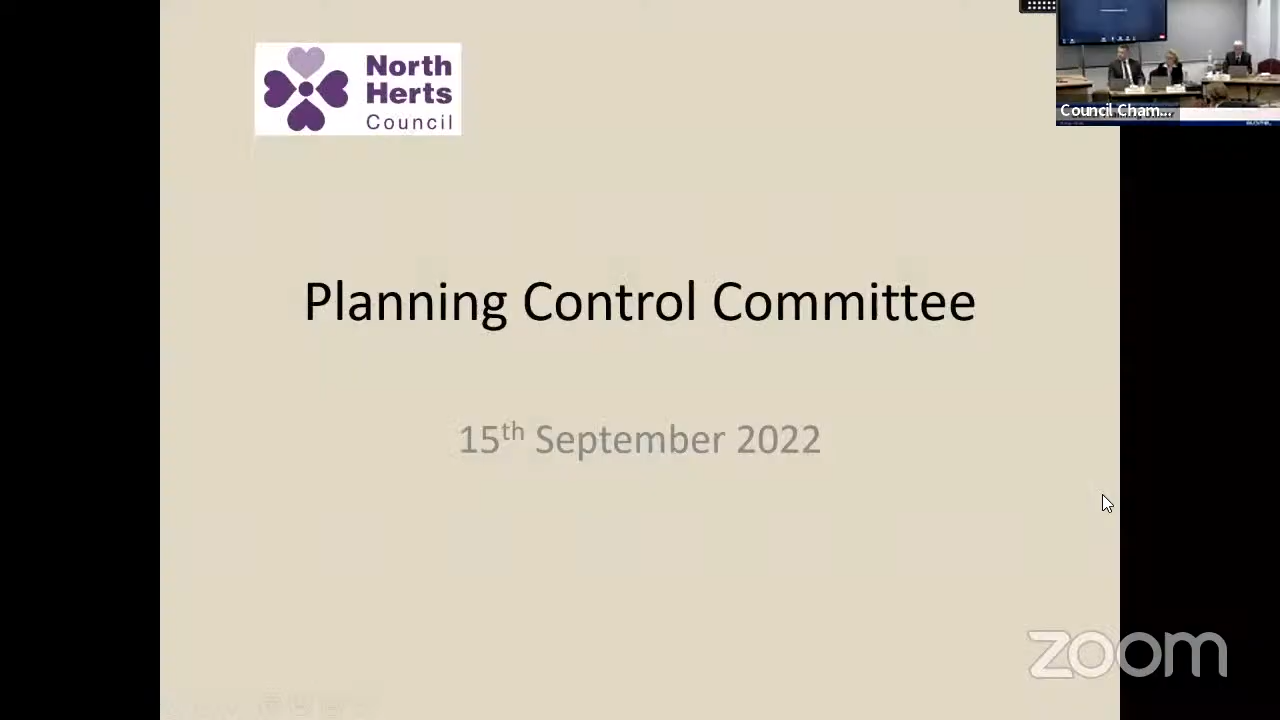 North
Herts
Council
Council Cham...
Planning Control Committee
15th September 2022
zoom